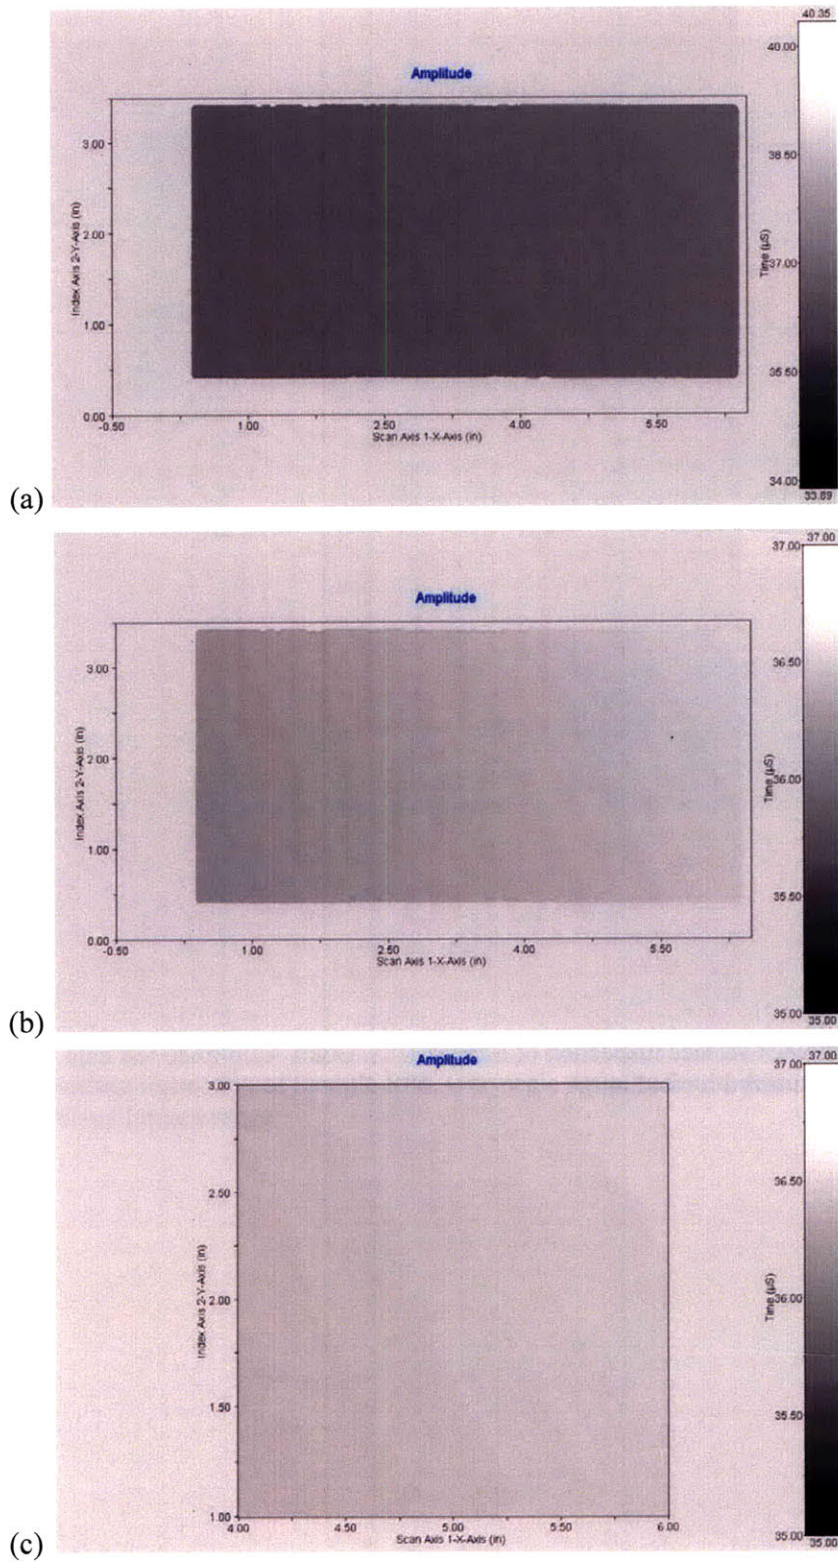 40.35
Amplitude
40.00
38.50
37.00
35.50
34.00
33.89
Time (µS)
3.00
2.00
1.00
0.00
Index Axis 2-Y-Axis (in)
-0.50 1.00 2.50 4.00 5.50
Scan Axis 1-X-Axis (in)
(a)
37.00
Amplitude
37.00
36.50
36.00
35.50
35.00
35.00
Time (µS)
3.00
2.00
1.00
0.00
Index Axis 2-Y-Axis (in)
-0.50 1.00 2.50 4.00 5.50
Scan Axis 1-X-Axis (in)
(b)
37.00
Amplitude
37.00
36.50
36.00
35.50
35.00
35.00
Time (µS)
3.00
2.50
2.00
1.50
1.00
Index Axis 2-Y-Axis (in)
4.00 4.50 5.00 5.50 6.00
Scan Axis 1-X-Axis (in)
(c)